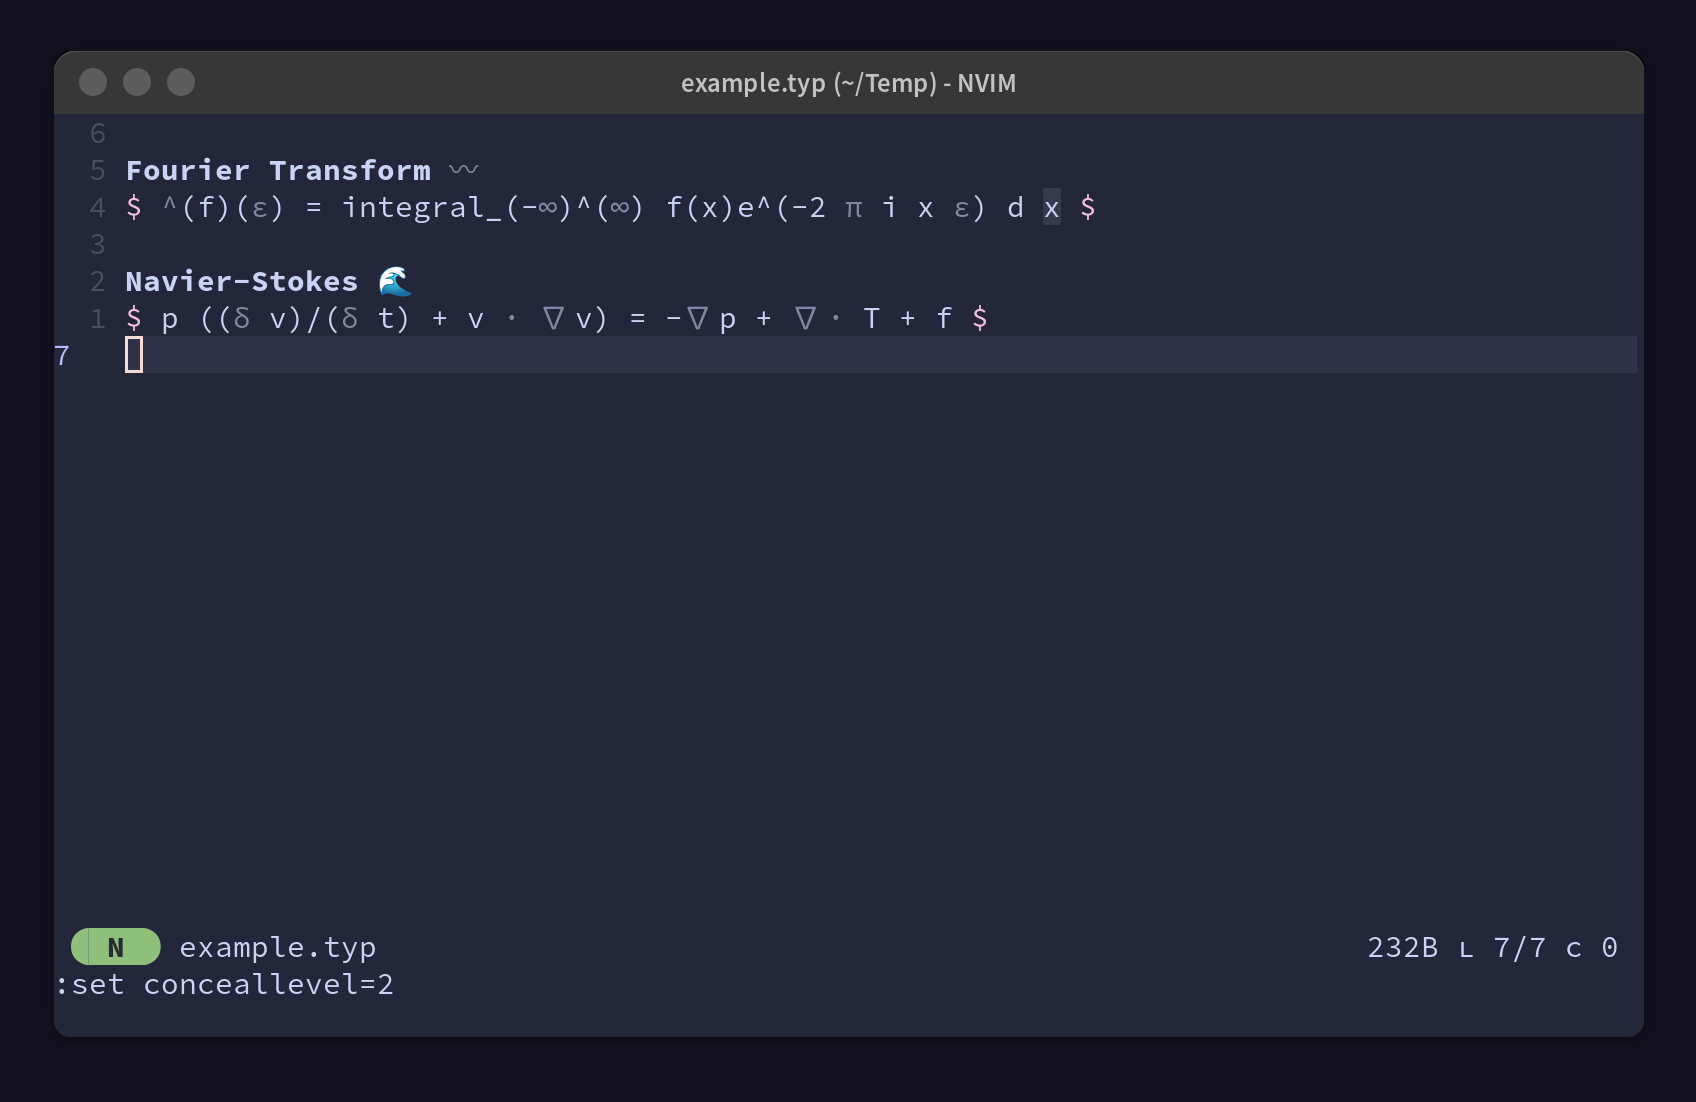 example.typ (~/Temp) - NVIM
6
5 Fourier Transform 〰
4 $ ^(f)(ε) = integral_(-∞)^(∞) f(x)e^(-2 π i x ε) d x $
3
2 Navier-Stokes 🌊
1 $ p ((δ v)/(δ t) + v · ∇ v) = -∇ p + ∇ · T + f $
7
N example.typ 232B ʟ 7/7 ᴄ 0
:set conceallevel=2